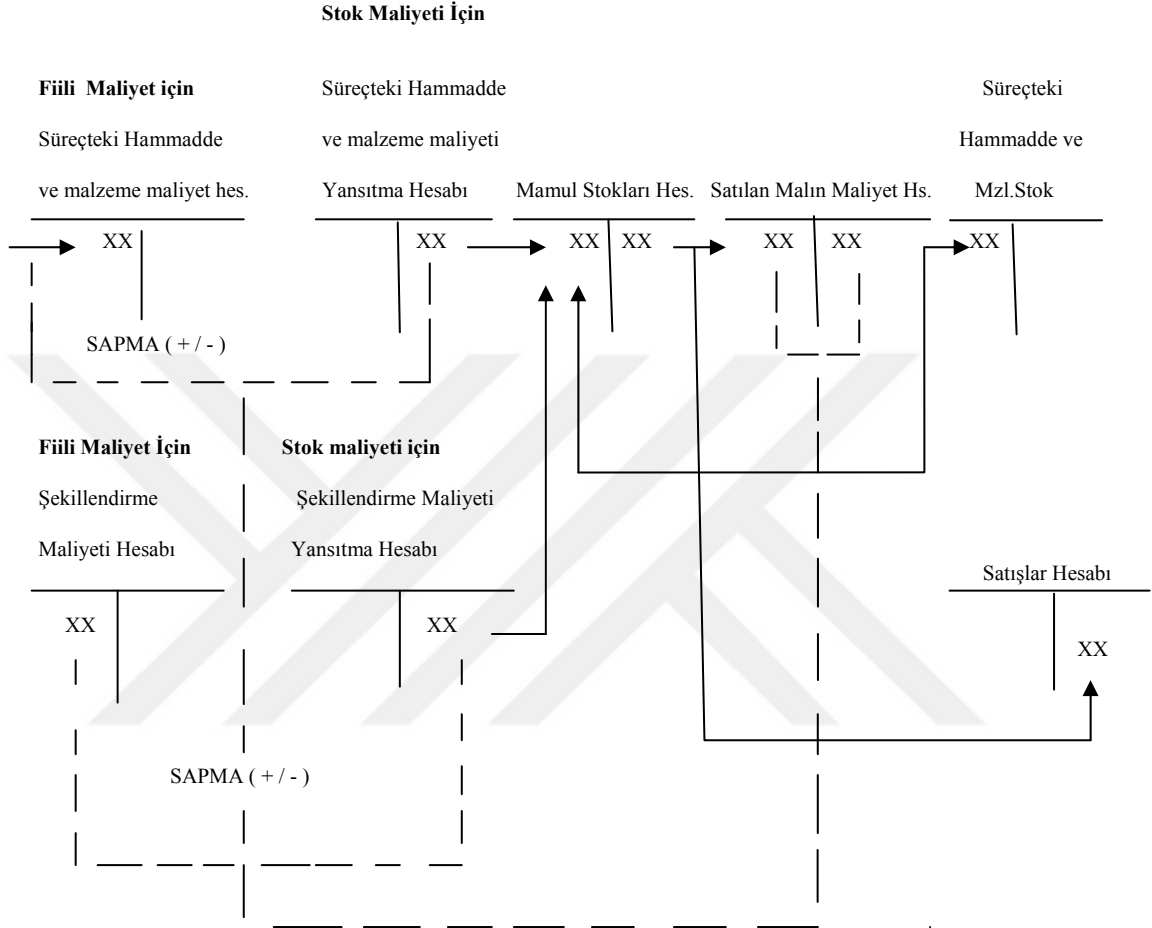 Stok Maliyeti İçin
Fiili Maliyet için
Süreçteki Hammadde
ve malzeme maliyet hes.
Süreçteki Hammadde
ve malzeme maliyeti
Yansıtma Hesabı
Mamul Stokları Hes.
Satılan Malın Maliyet Hs.
Süreçteki
Hammadde ve
Mzl.Stok
XX
XX
XX XX
XX XX
XX
SAPMA ( + / - )
Fiili Maliyet İçin
Şekillendirme
Maliyeti Hesabı
Stok maliyeti için
Şekillendirme Maliyeti
Yansıtma Hesabı
Satışlar Hesabı
XX
XX
XX
SAPMA ( + / - )